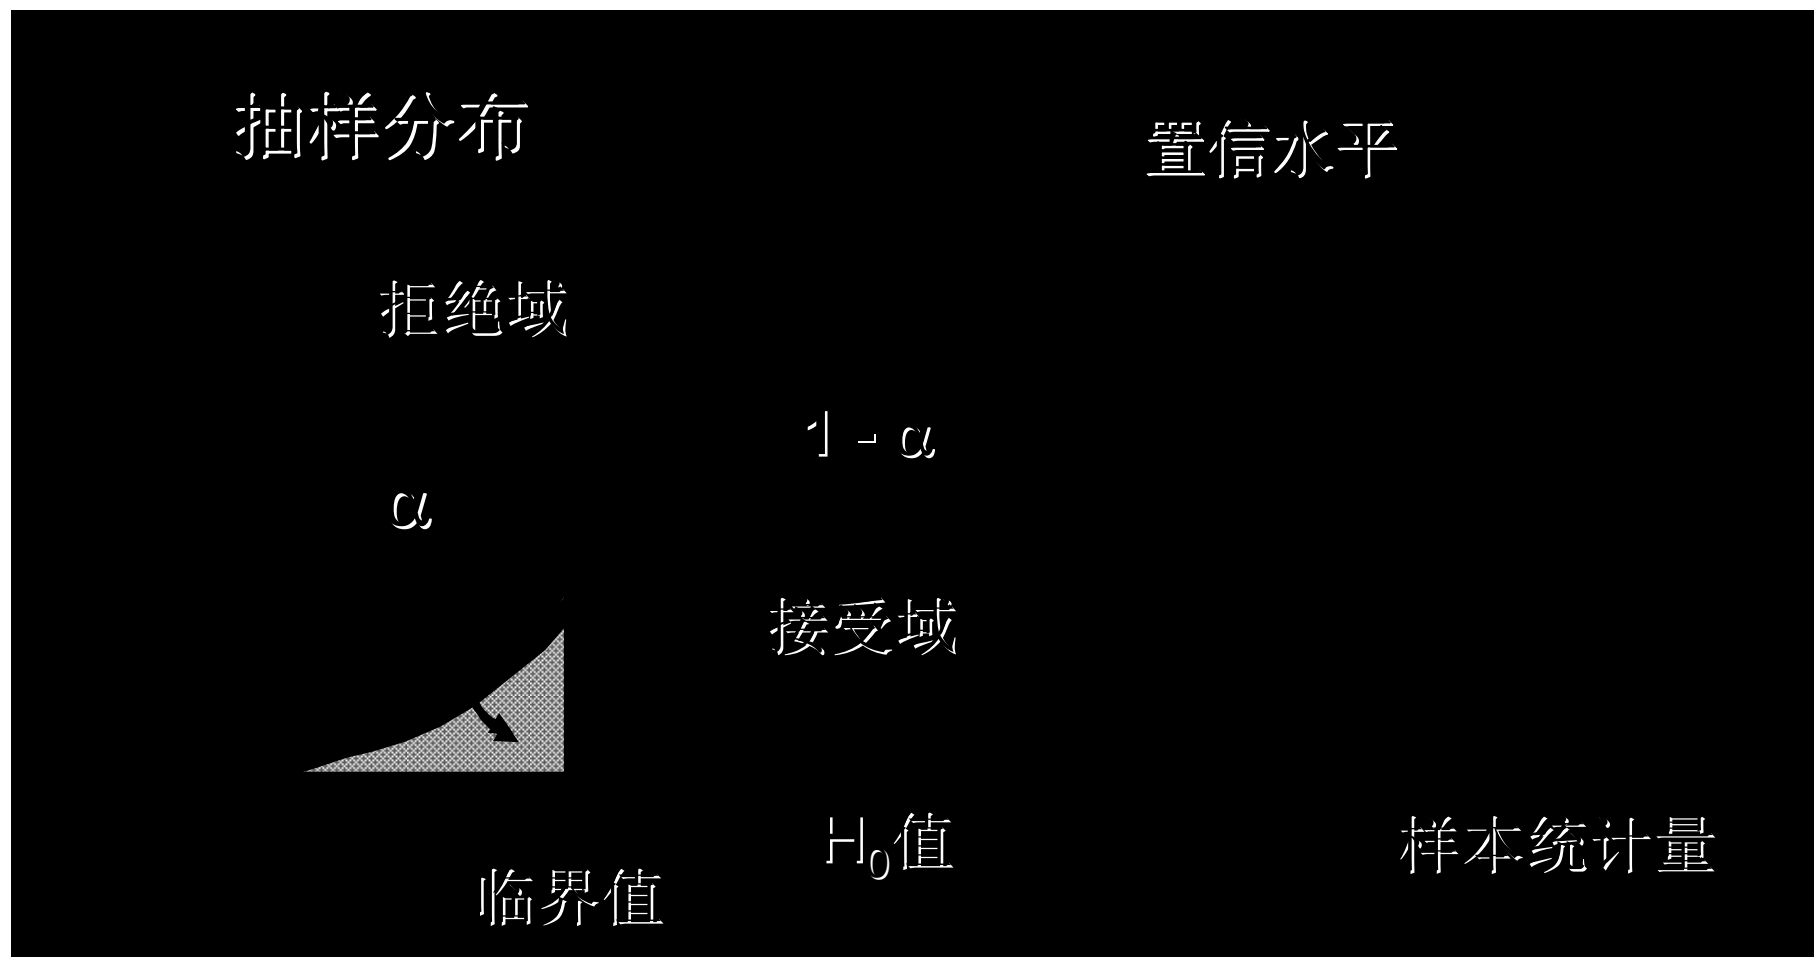 抽样分布
置信水平
拒绝域
1 - α
α
接受域
H₀值
样本统计量
临界值